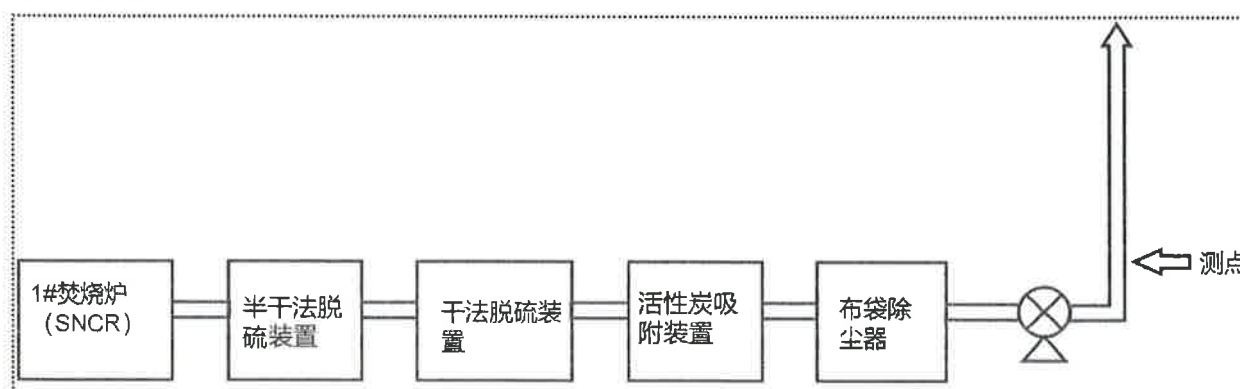 1#焚烧炉
(SNCR)
半干法脱
硫装置
干法脱硫装
置
活性炭吸
附装置
布袋除
尘器
测点